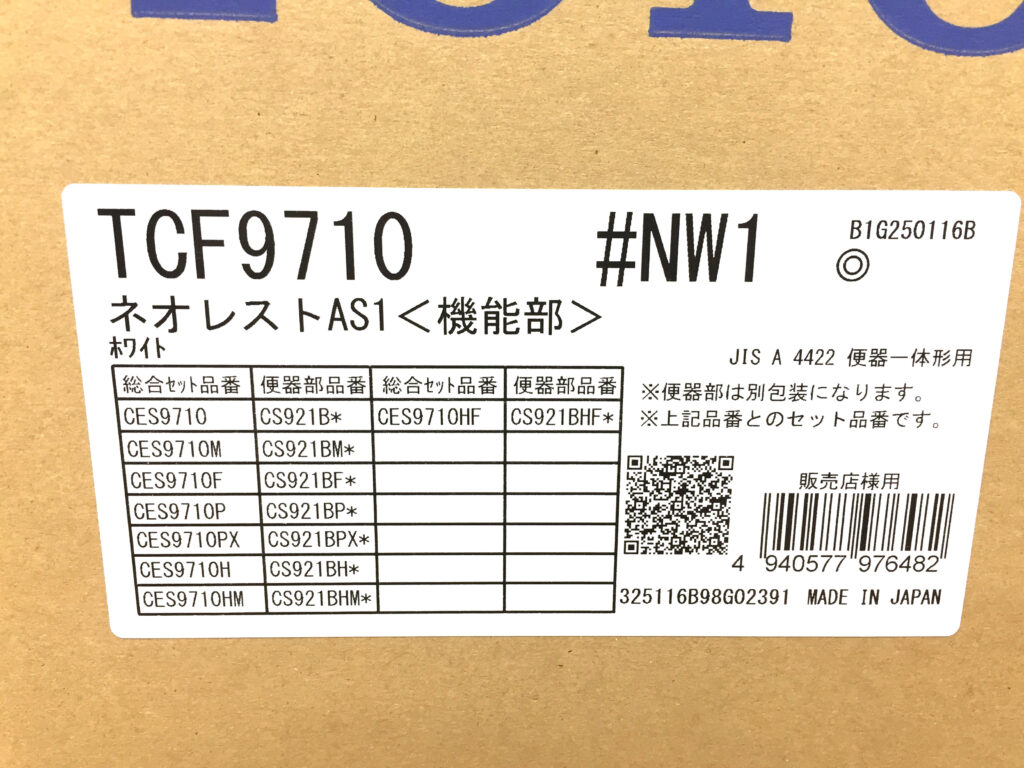 TOTO
TCF9710 #NW1 B1G250116B
◎
ネオレストAS1＜機能部＞
ﾎﾜｲﾄ
JIS A 4422 便器一体形用
※便器部は別包装になります。
※上記品番とのセット品番です。
総合ｾｯﾄ品番 便器部品番 総合ｾｯﾄ品番 便器部品番
CES9710 CS921B* CES9710HF CS921BHF*
CES9710M CS921BM*
CES9710F CS921BF*
CES9710P CS921BP*
CES9710PX CS921BPX*
CES9710H CS921BH*
CES9710HM CS921BHM*
販売店様用
4 940577 976482
325116B98G02391 MADE IN JAPAN